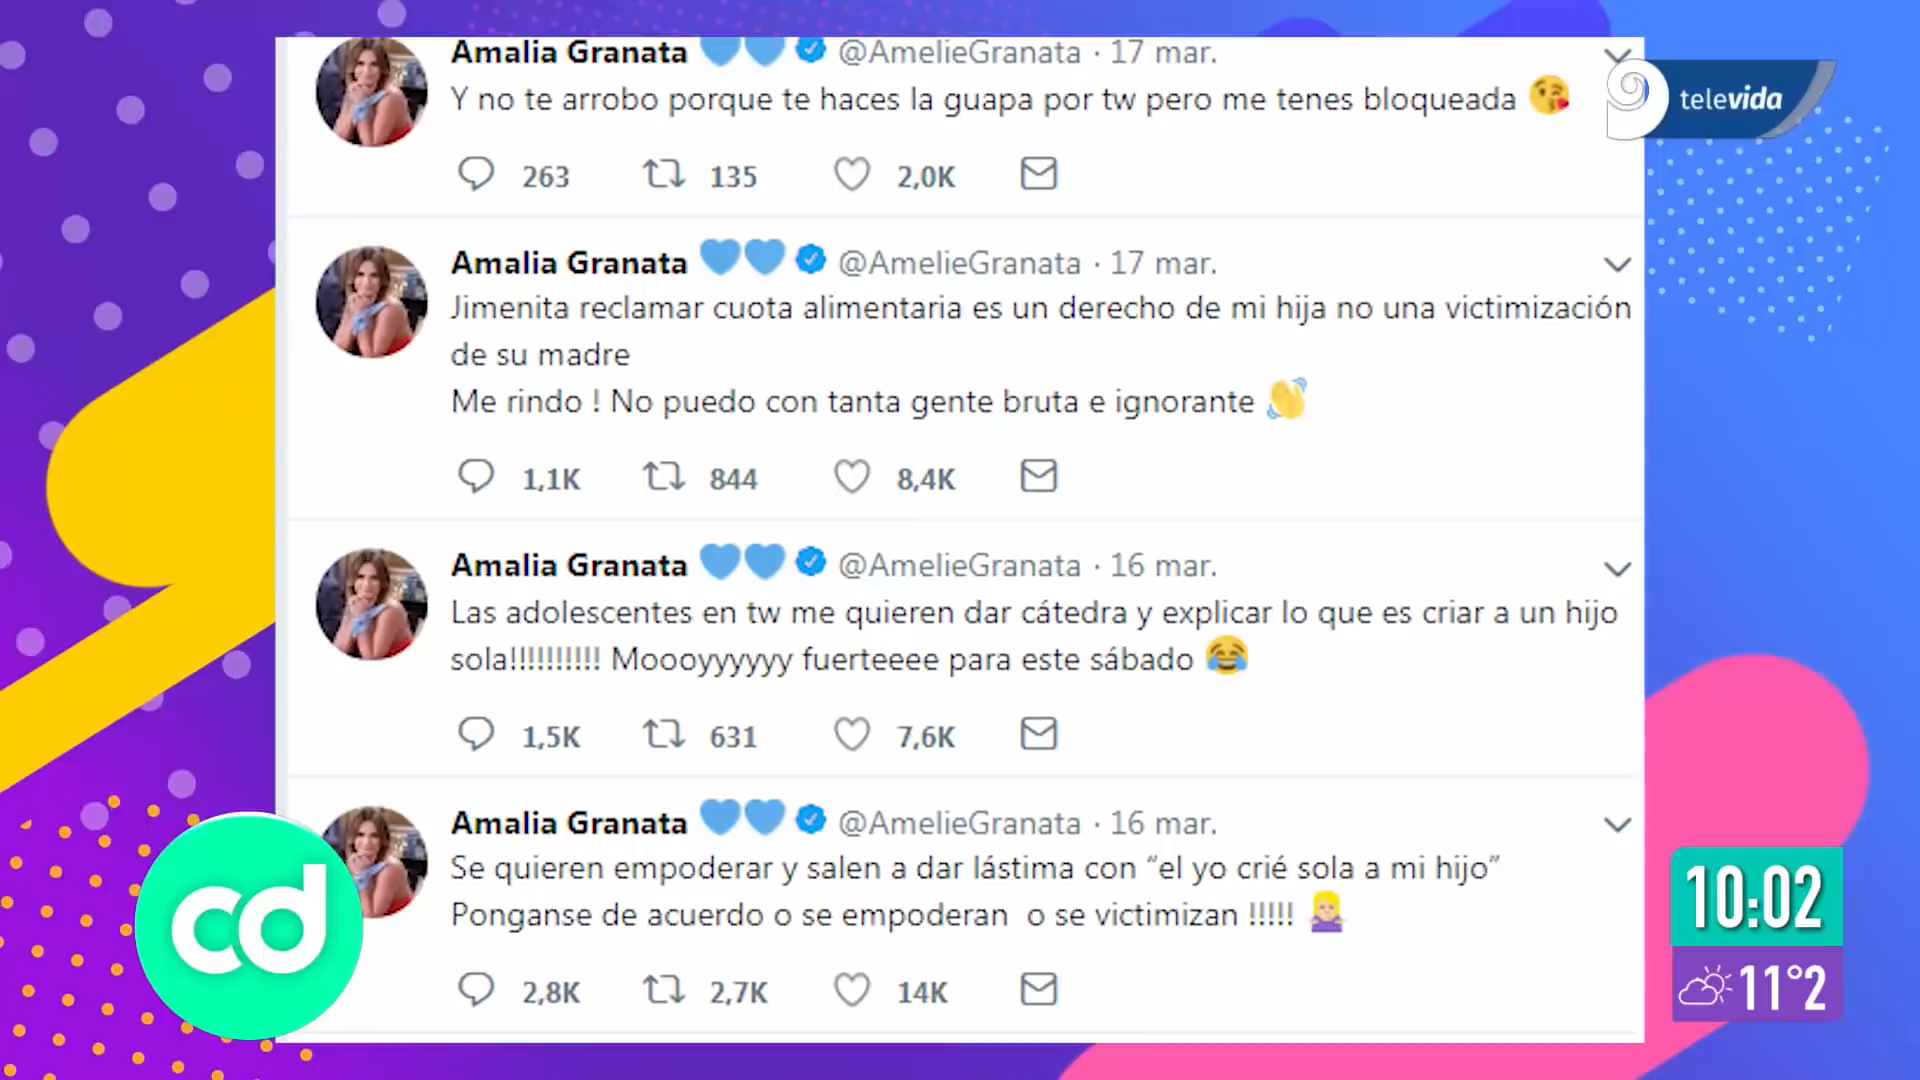 Amalia Granata 💙💙 @AmelieGranata · 17 mar.
Y no te arrobo porque te haces la guapa por tw pero me tenes bloqueada 😘
263 135 2,0K
9 televida
Amalia Granata 💙💙 @AmelieGranata · 17 mar.
Jimenita reclamar cuota alimentaria es un derecho de mi hija no una victimización
de su madre
Me rindo ! No puedo con tanta gente bruta e ignorante 👋
1,1K 844 8,4K
Amalia Granata 💙💙 @AmelieGranata · 16 mar.
Las adolescentes en tw me quieren dar cátedra y explicar lo que es criar a un hijo
sola!!!!!!!!!! Moooyyyyyy fuerteeee para este sábado 😂
1,5K 631 7,6K
Amalia Granata 💙💙 @AmelieGranata · 16 mar.
Se quieren empoderar y salen a dar lástima con “el yo crié sola a mi hijo”
Ponganse de acuerdo o se empoderan  o se victimizan !!!!! 🤷🏼‍♀️
2,8K 2,7K 14K
cd
10:02
11°2